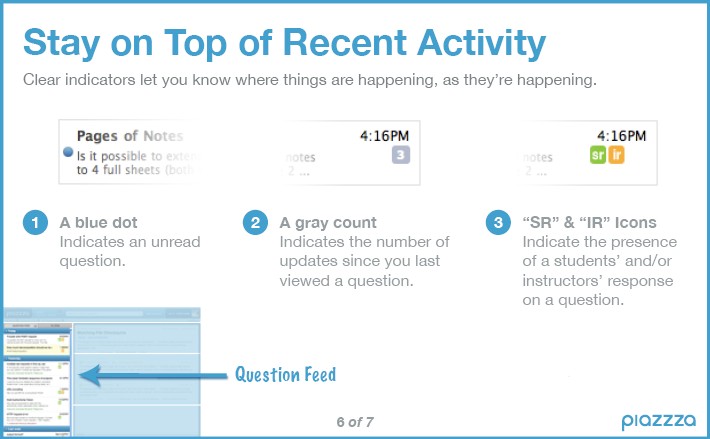 Stay on Top of Recent Activity
Clear indicators let you know where things are happening, as they're happening.
Pages of Notes
Is it possible to exte
to 4 full sheets (both
4:16PM
notes
3
2 ...
4:16PM
notes
sr ir
2 ...
1 A blue dot
Indicates an unread
question.
2 A gray count
Indicates the number of
updates since you last
viewed a question.
3 “SR” & “IR” Icons
Indicate the presence
of a students’ and/or
instructors’ response
on a question.
Question Feed
6 of 7
piazzza